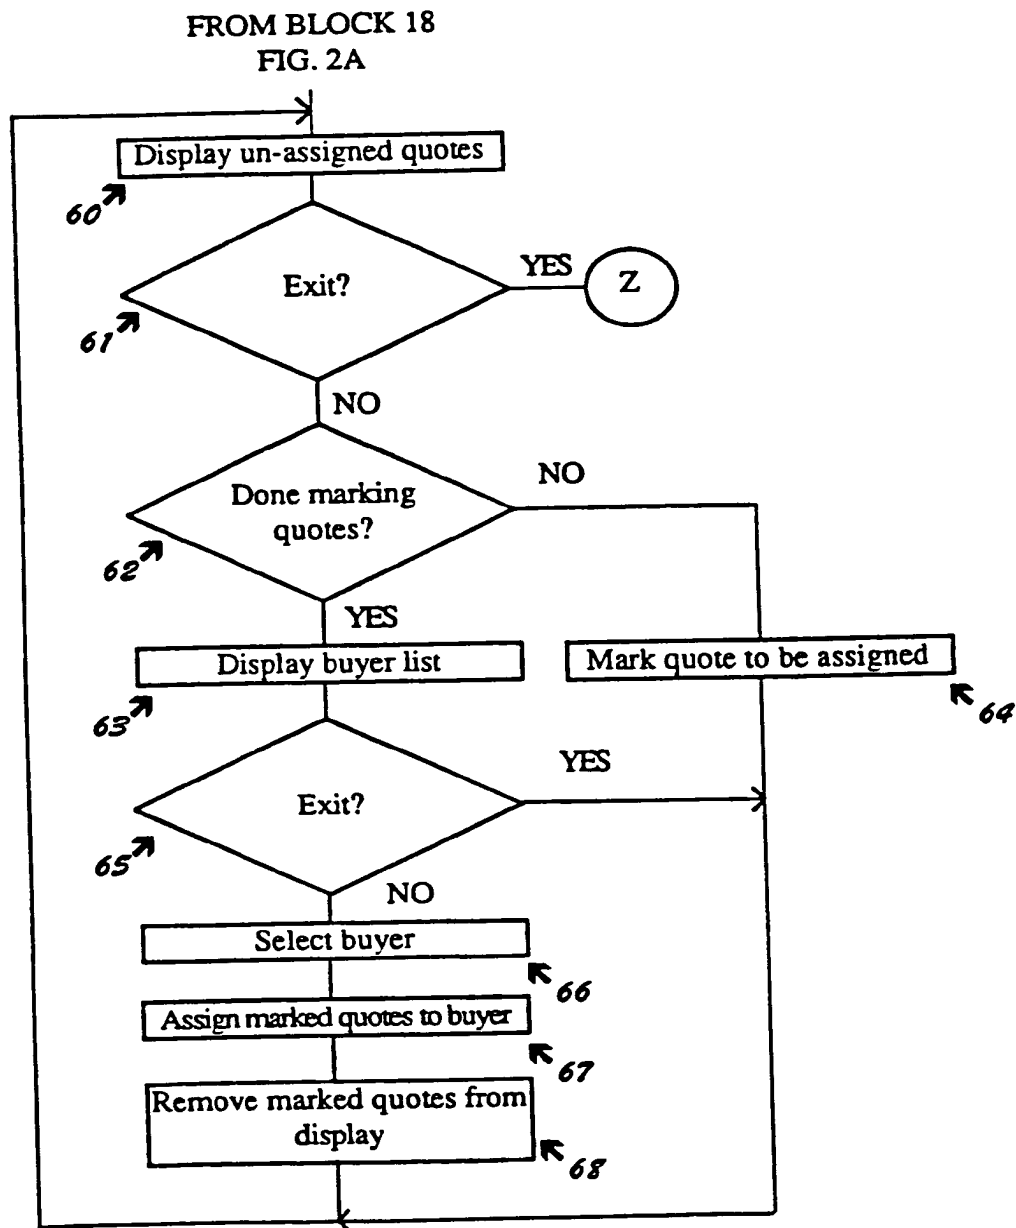 FROM BLOCK 18
FIG. 2A
Display un-assigned quotes
60
Exit?
YES
Z
61
NO
Done marking
quotes?
NO
62
YES
Display buyer list
Mark quote to be assigned
63
64
Exit?
YES
65
NO
Select buyer
66
Assign marked quotes to buyer
67
Remove marked quotes from
display
68